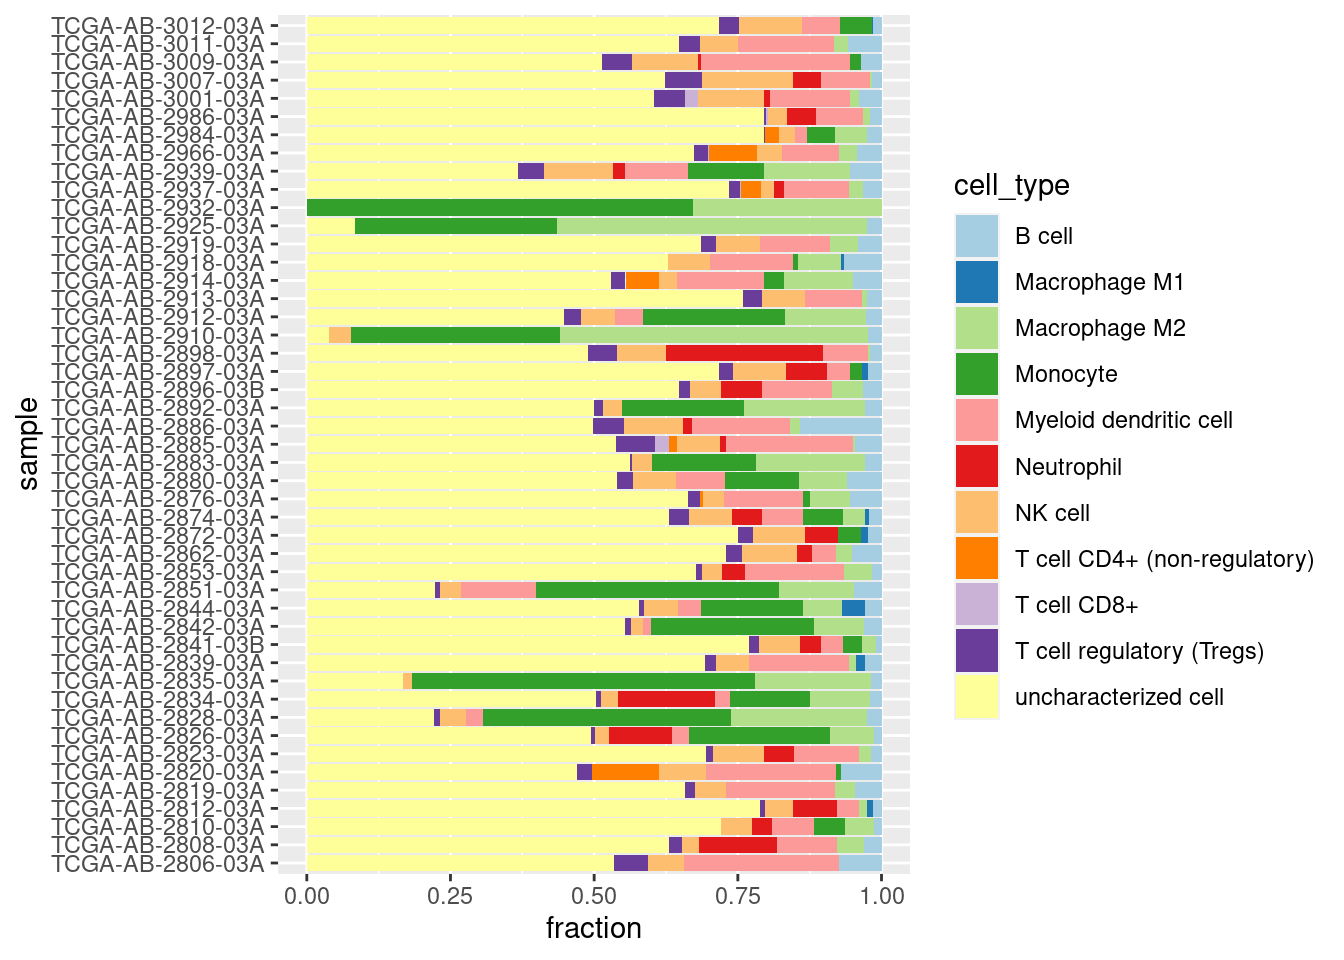 TCGA-AB-3012-03A
TCGA-AB-3011-03A
TCGA-AB-3009-03A
TCGA-AB-3007-03A
TCGA-AB-3001-03A
TCGA-AB-2986-03A
TCGA-AB-2984-03A
TCGA-AB-2966-03A
TCGA-AB-2939-03A
TCGA-AB-2937-03A
TCGA-AB-2932-03A
TCGA-AB-2925-03A
TCGA-AB-2919-03A
TCGA-AB-2918-03A
TCGA-AB-2914-03A
TCGA-AB-2913-03A
TCGA-AB-2912-03A
TCGA-AB-2910-03A
TCGA-AB-2898-03A
TCGA-AB-2897-03A
TCGA-AB-2896-03B
TCGA-AB-2892-03A
TCGA-AB-2886-03A
TCGA-AB-2885-03A
TCGA-AB-2883-03A
TCGA-AB-2880-03A
TCGA-AB-2876-03A
TCGA-AB-2874-03A
TCGA-AB-2872-03A
TCGA-AB-2862-03A
TCGA-AB-2853-03A
TCGA-AB-2851-03A
TCGA-AB-2844-03A
TCGA-AB-2842-03A
TCGA-AB-2841-03B
TCGA-AB-2839-03A
TCGA-AB-2835-03A
TCGA-AB-2834-03A
TCGA-AB-2828-03A
TCGA-AB-2826-03A
TCGA-AB-2823-03A
TCGA-AB-2820-03A
TCGA-AB-2819-03A
TCGA-AB-2812-03A
TCGA-AB-2810-03A
TCGA-AB-2808-03A
TCGA-AB-2806-03A
sample
0.00 0.25 0.50 0.75 1.00
fraction
cell_type
B cell
Macrophage M1
Macrophage M2
Monocyte
Myeloid dendritic cell
Neutrophil
NK cell
T cell CD4+ (non-regulatory)
T cell CD8+
T cell regulatory (Tregs)
uncharacterized cell